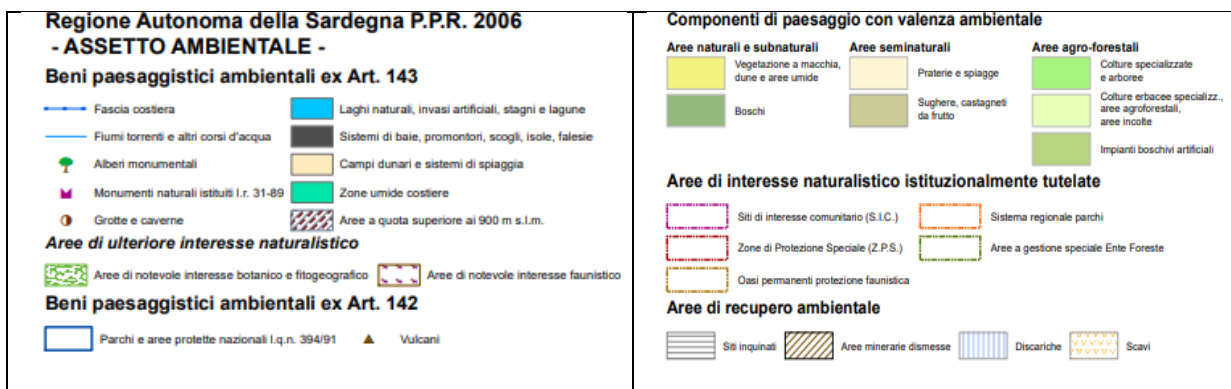 Regione Autonoma della Sardegna P.P.R. 2006
- ASSETTO AMBIENTALE -
Beni paesaggistici ambientali ex Art. 143
Fascia costiera
Laghi naturali, invasi artificiali, stagni e lagune
Fiumi torrenti e altri corsi d'acqua
Sistemi di baie, promontori, scogli, isole, falesie
Alberi monumentali
Campi dunari e sistemi di spiaggia
Monumenti naturali istituiti l.r. 31-89
Zone umide costiere
Grotte e caverne
Aree a quota superiore ai 900 m s.l.m.
Aree di ulteriore interesse naturalistico
Aree di notevole interesse botanico e fitogeografico
Aree di notevole interesse faunistico
Beni paesaggistici ambientali ex Art. 142
Parchi e aree protette nazionali l.q.n. 394/91
Vulcani
Componenti di paesaggio con valenza ambientale
Aree naturali e subnaturali
Aree seminaturali
Aree agro-forestali
Vegetazione a macchia,
dune e aree umide
Praterie e spiagge
Colture specializzate
e arboree
Boschi
Sughere, castagneti
da frutto
Colture erbacee specializz.,
aree agroforestali,
aree incolte
Impianti boschivi artificiali
Aree di interesse naturalistico istituzionalmente tutelate
Siti di interesse comunitario (S.I.C.)
Sistema regionale parchi
Zone di Protezione Speciale (Z.P.S.)
Aree a gestione speciale Ente Foreste
Oasi permanenti protezione faunistica
Aree di recupero ambientale
Siti inquinati
Aree minerarie dismesse
Discariche
Scavi